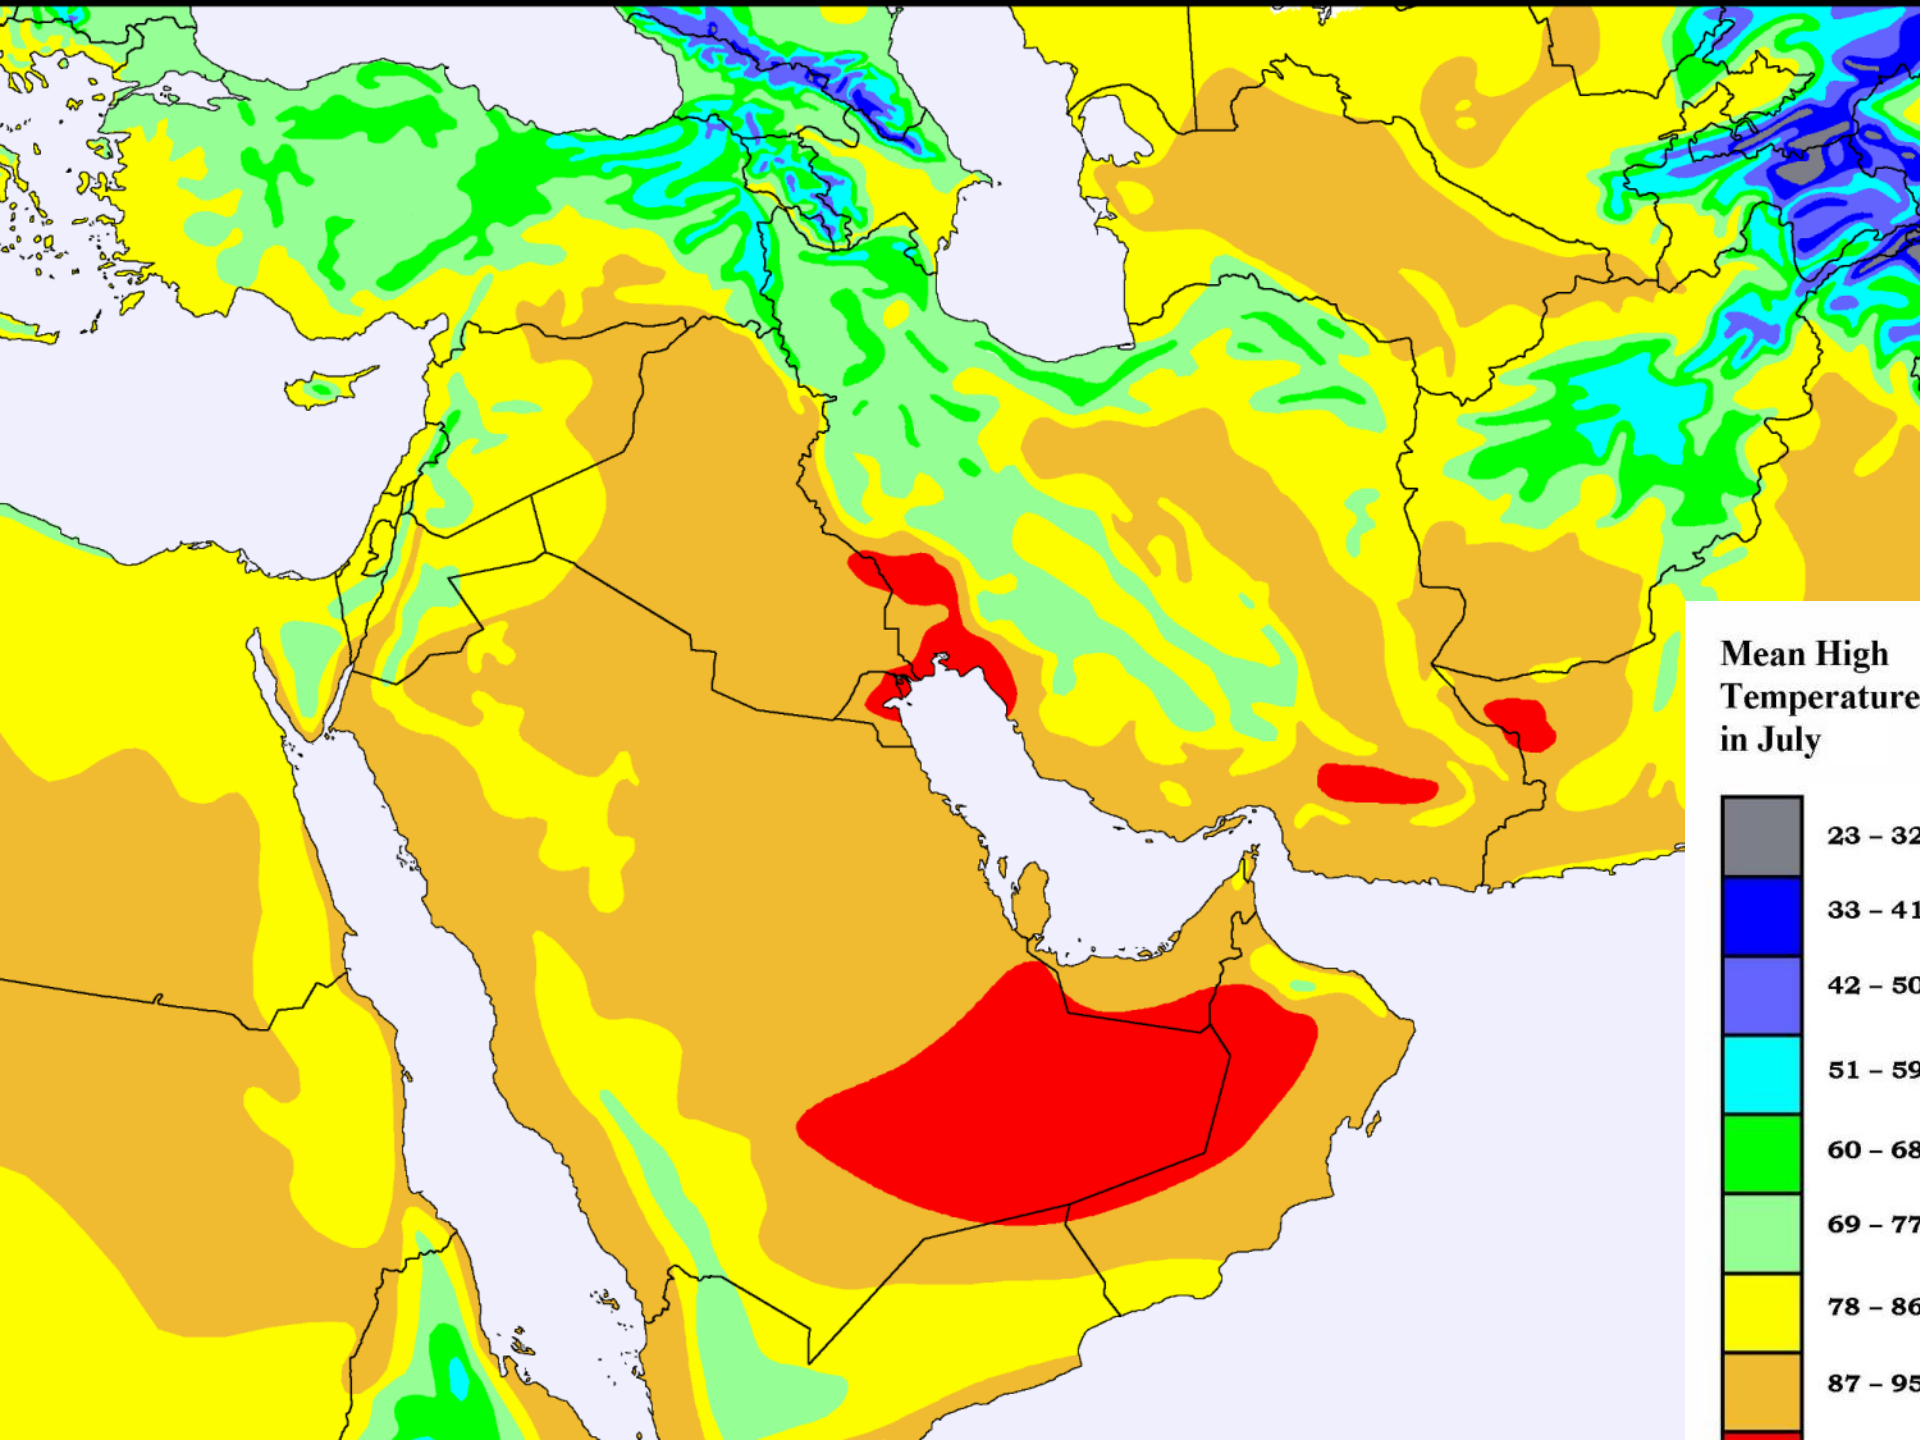 Mean High
Temperature
in July
23 – 32
33 – 41
42 – 50
51 – 59
60 – 68
69 – 77
78 – 86
87 – 95